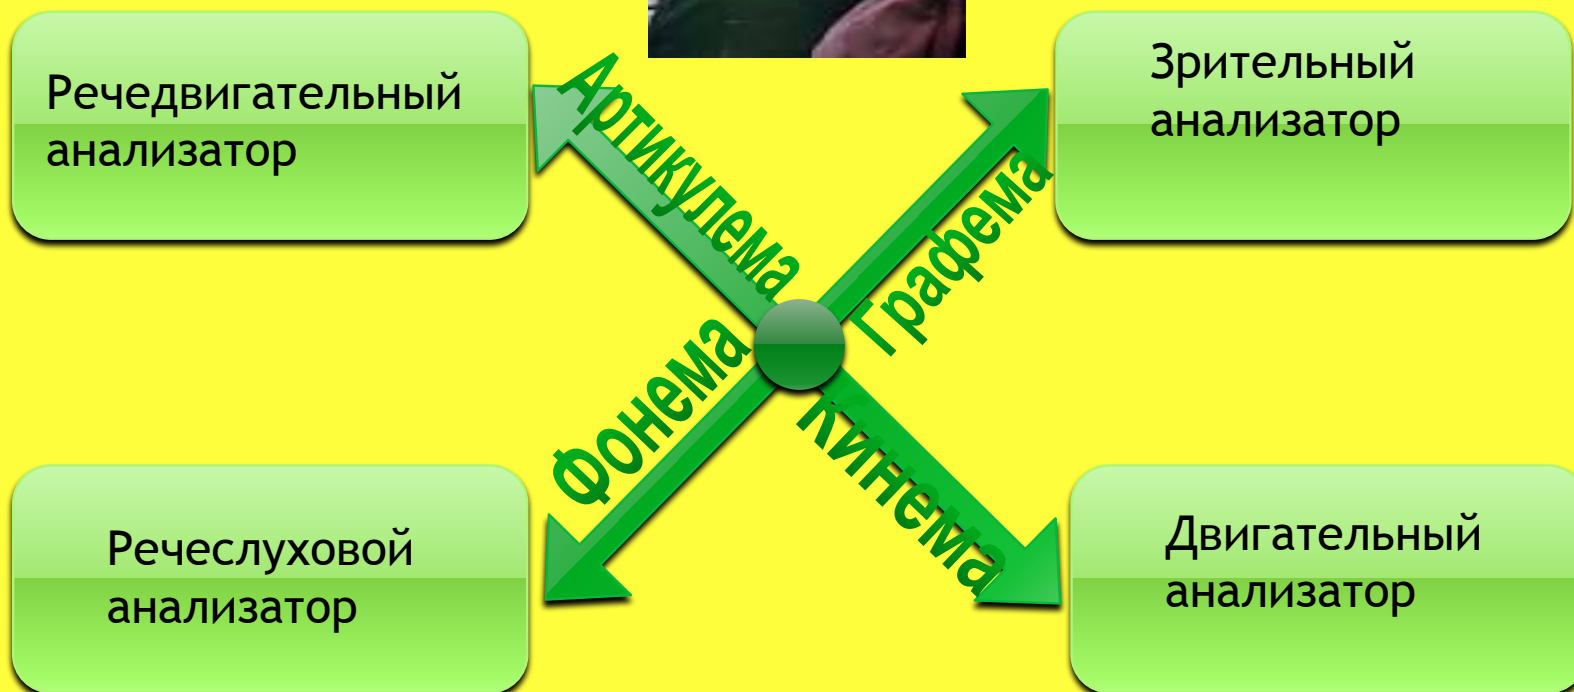 Речедвигательный
анализатор
Зрительный
анализатор
Артикулема
Графема
Фонема
Кинема
Речеслуховой
анализатор
Двигательный
анализатор